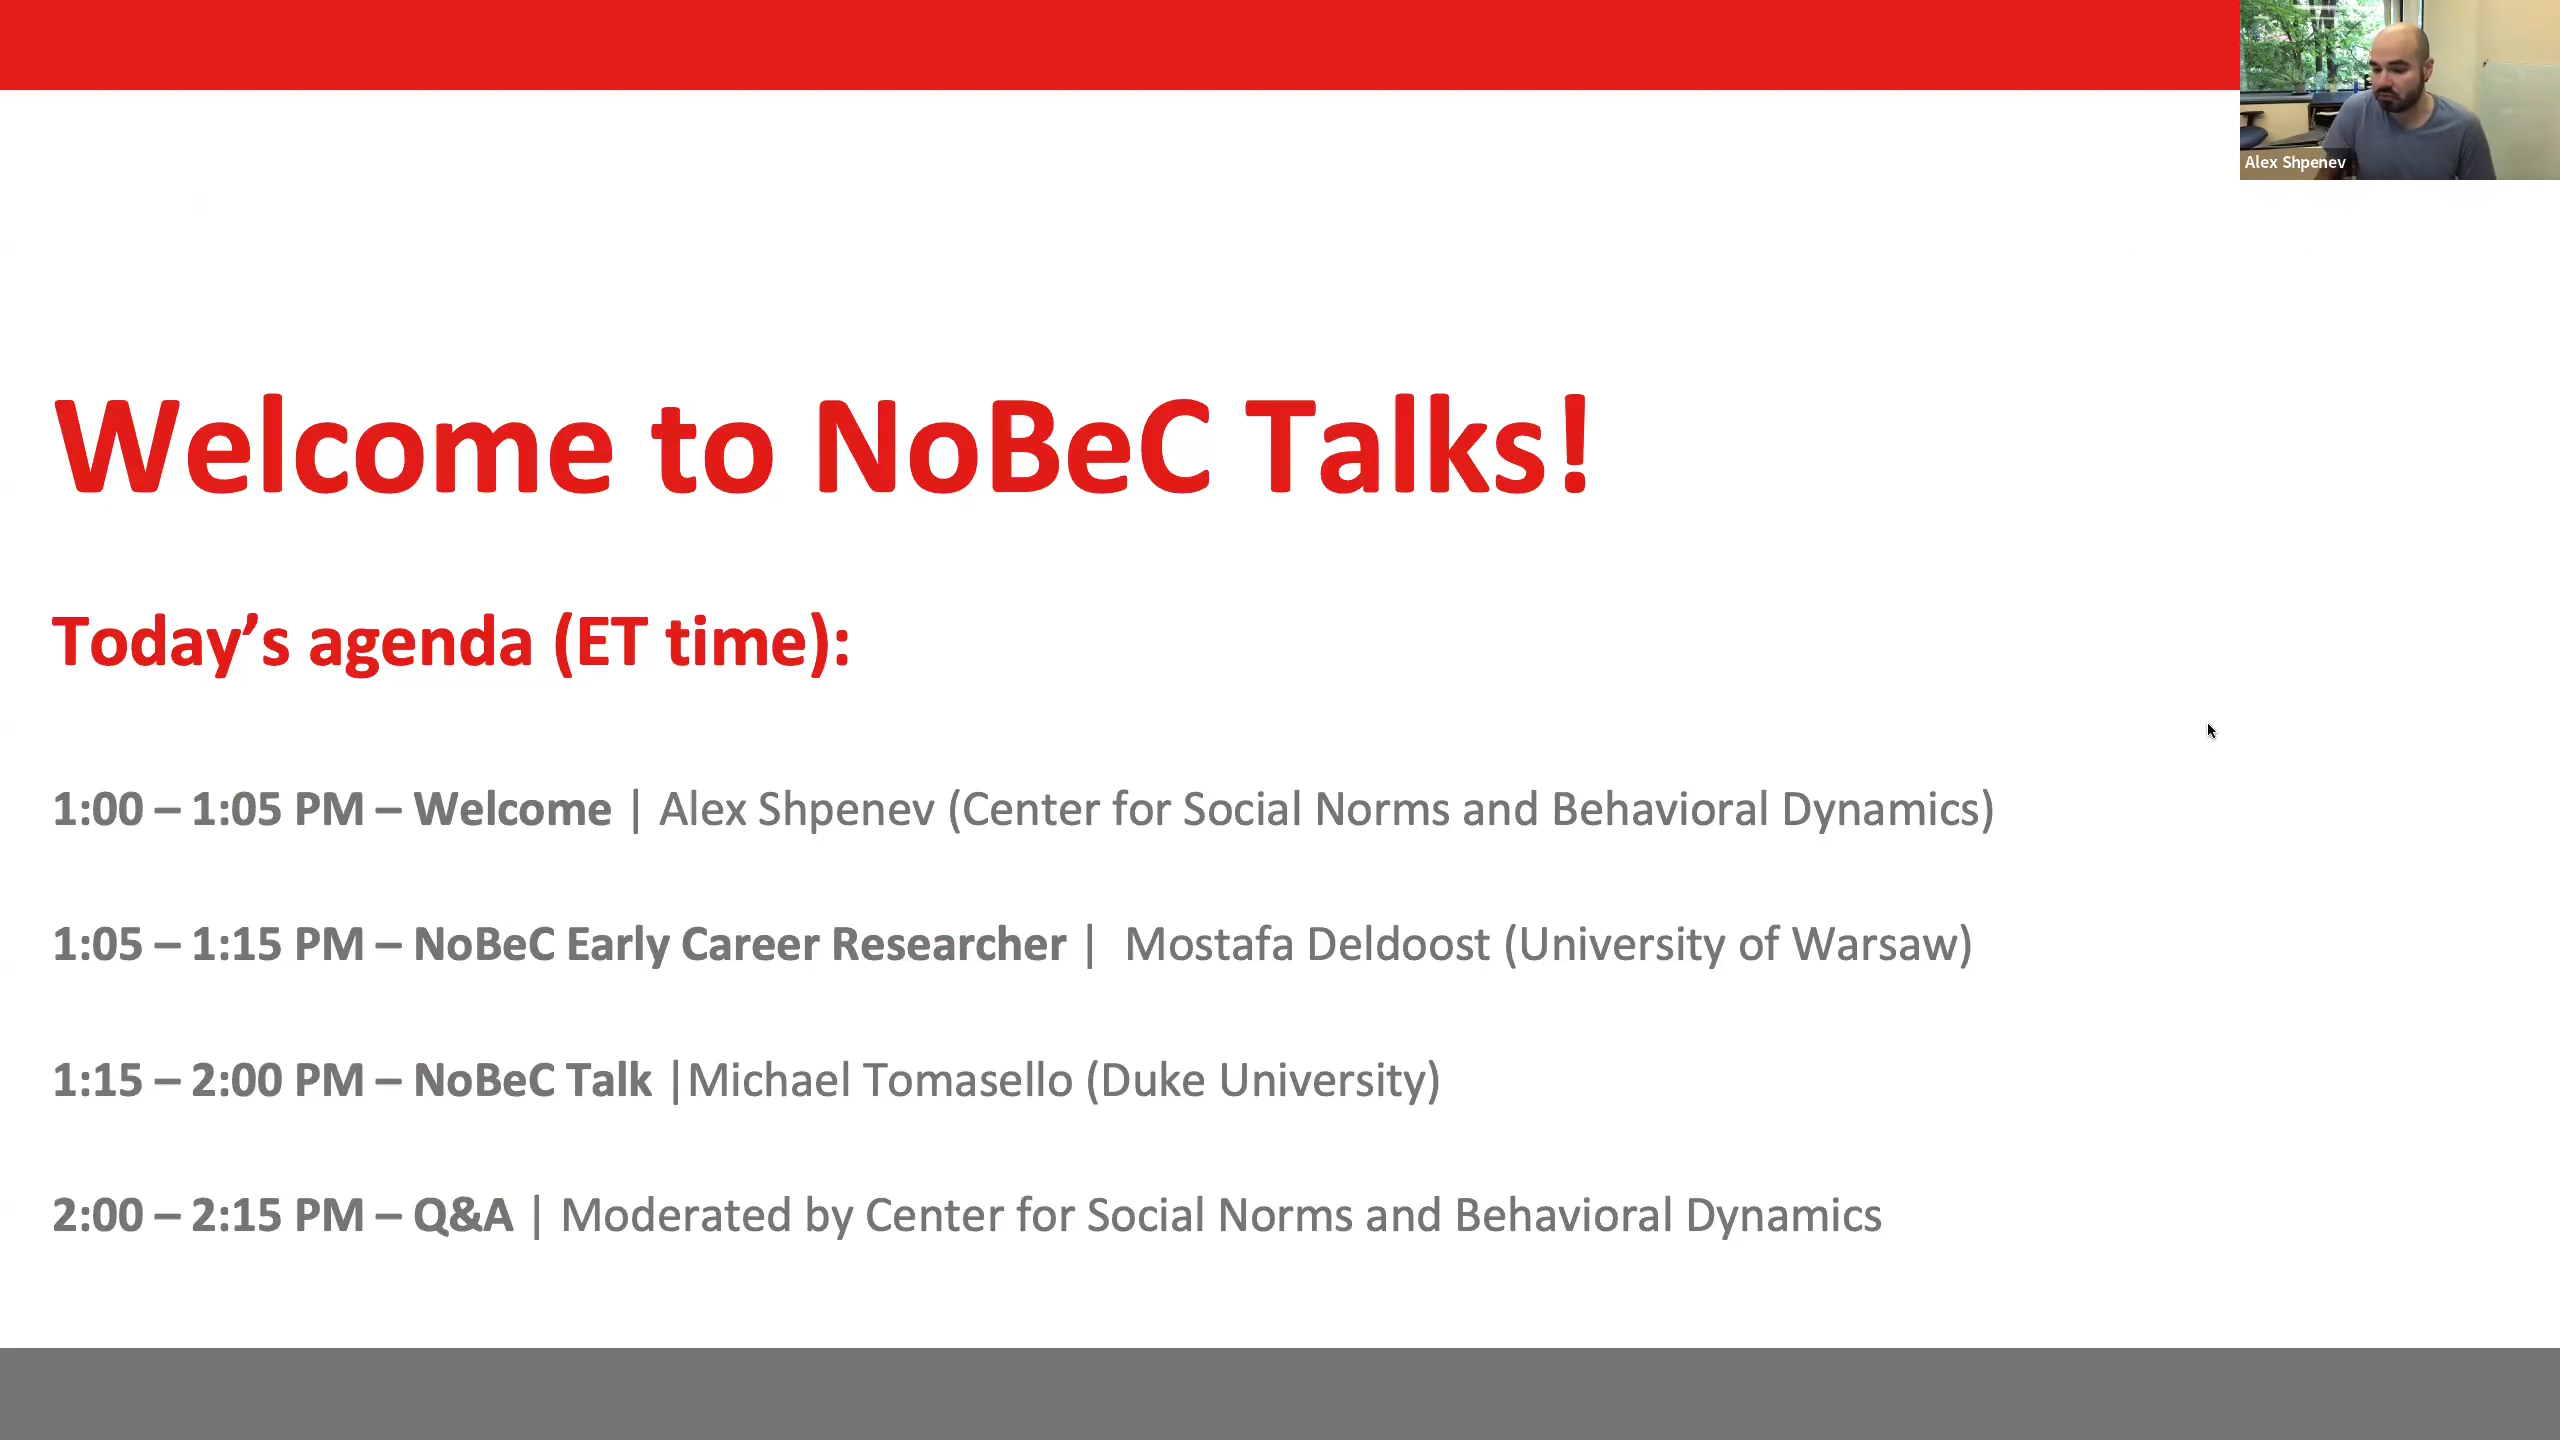 Alex Shpenev
Welcome to NoBeC Talks!
Today’s agenda (ET time):
1:00 – 1:05 PM – Welcome | Alex Shpenev (Center for Social Norms and Behavioral Dynamics)
1:05 – 1:15 PM – NoBeC Early Career Researcher | Mostafa Deldoost (University of Warsaw)
1:15 – 2:00 PM – NoBeC Talk |Michael Tomasello (Duke University)
2:00 – 2:15 PM – Q&A | Moderated by Center for Social Norms and Behavioral Dynamics